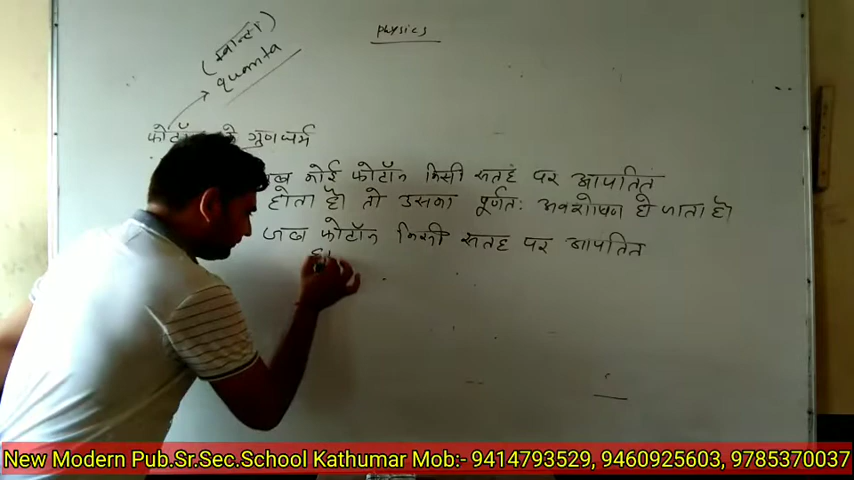 physics
(क्वान्टा)
quanta
फोटॉन के गुणधर्म
जब कोई फोटॉन किसी सतह पर आपतित
होता है। तो उसका पूर्णत: अवशोषण हो जाता है।
जब फोटॉन किसी सतह पर आपतित
New Modern Pub.Sr.Sec.School Kathumar Mob:- 9414793529, 9460925603, 9785370037